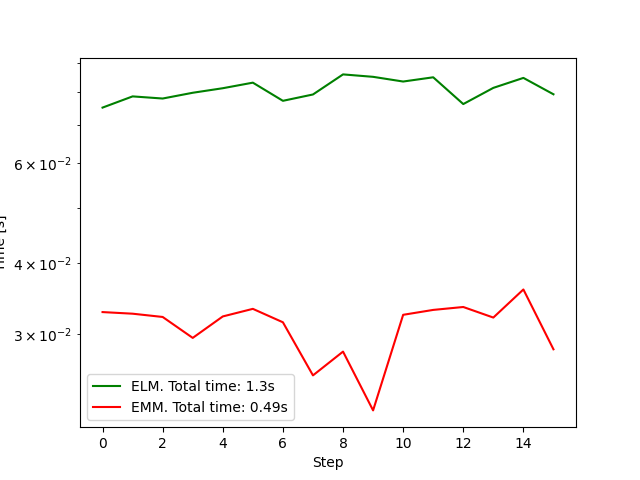 6 × 10⁻²
4 × 10⁻²
3 × 10⁻²
ELM. Total time: 1.3s
EMM. Total time: 0.49s
0 2 4 6 8 10 12 14
Step